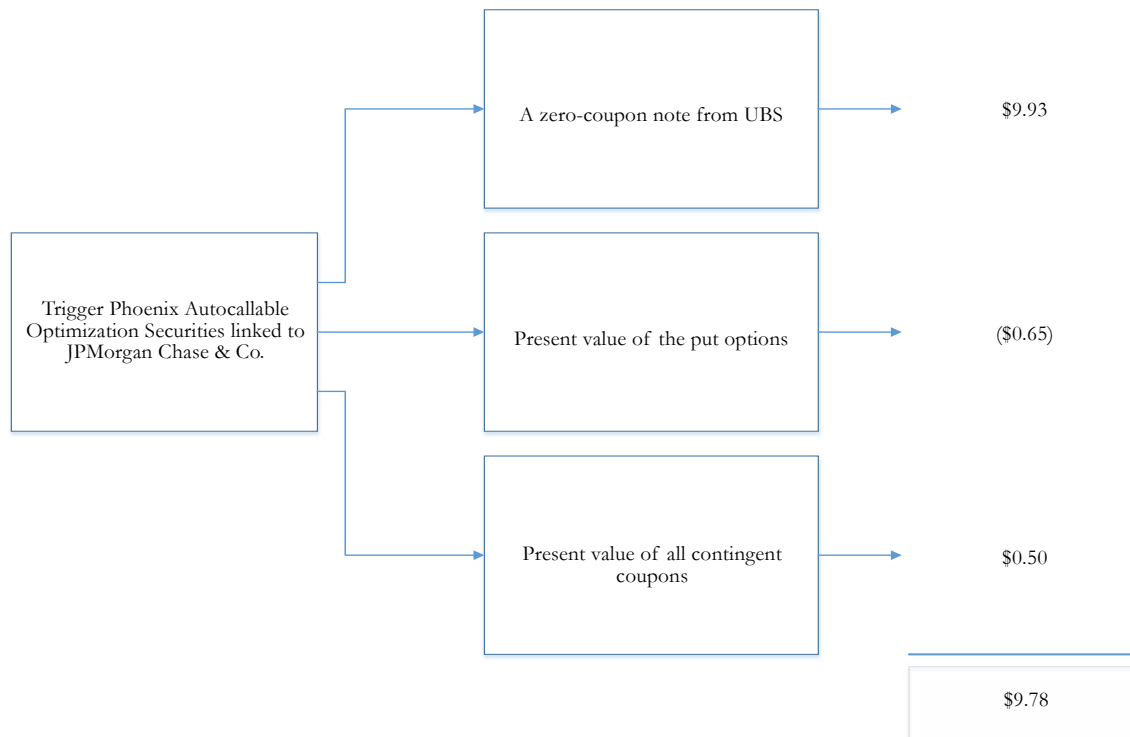 A zero-coupon note from UBS
$9.93
Trigger Phoenix Autocallable
Optimization Securities linked to
JPMorgan Chase & Co.
Present value of the put options
($0.65)
Present value of all contingent
coupons
$0.50
$9.78